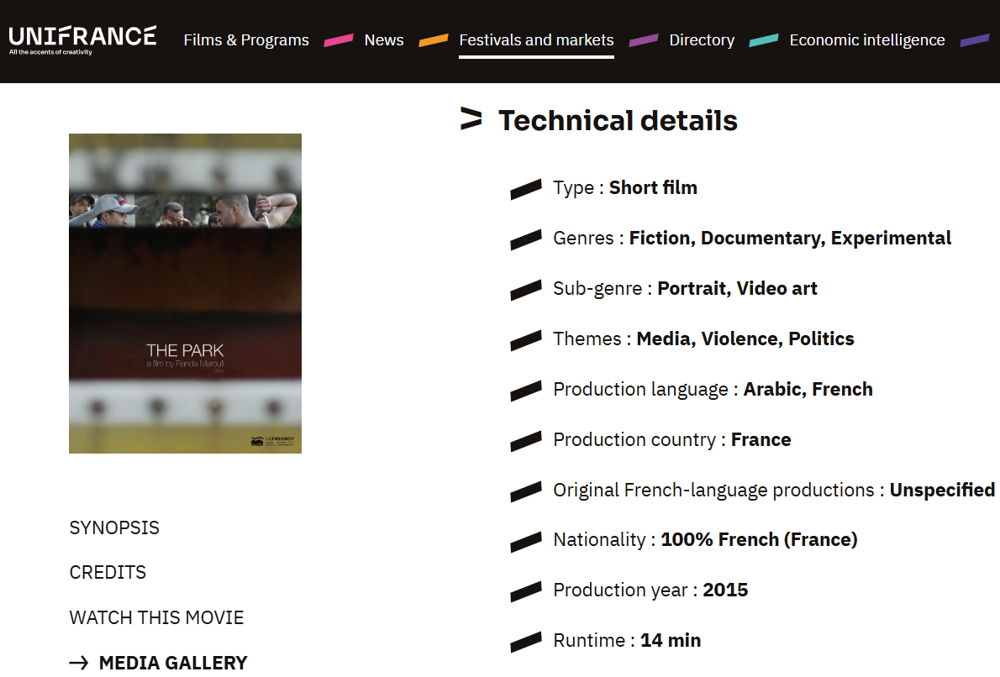 UNIFRANCÉ
All the accents of creativity
Films & Programs
News
Festivals and markets
Directory
Economic intelligence
> Technical details
Type : Short film
Genres : Fiction, Documentary, Experimental
Sub-genre : Portrait, Video art
Themes : Media, Violence, Politics
Production language : Arabic, French
Production country : France
Original French-language productions : Unspecified
Nationality : 100% French (France)
Production year : 2015
Runtime : 14 min
THE PARK
a film by Randa Maroufi
2015
LE FRESNOY
SYNOPSIS
CREDITS
WATCH THIS MOVIE
→ MEDIA GALLERY